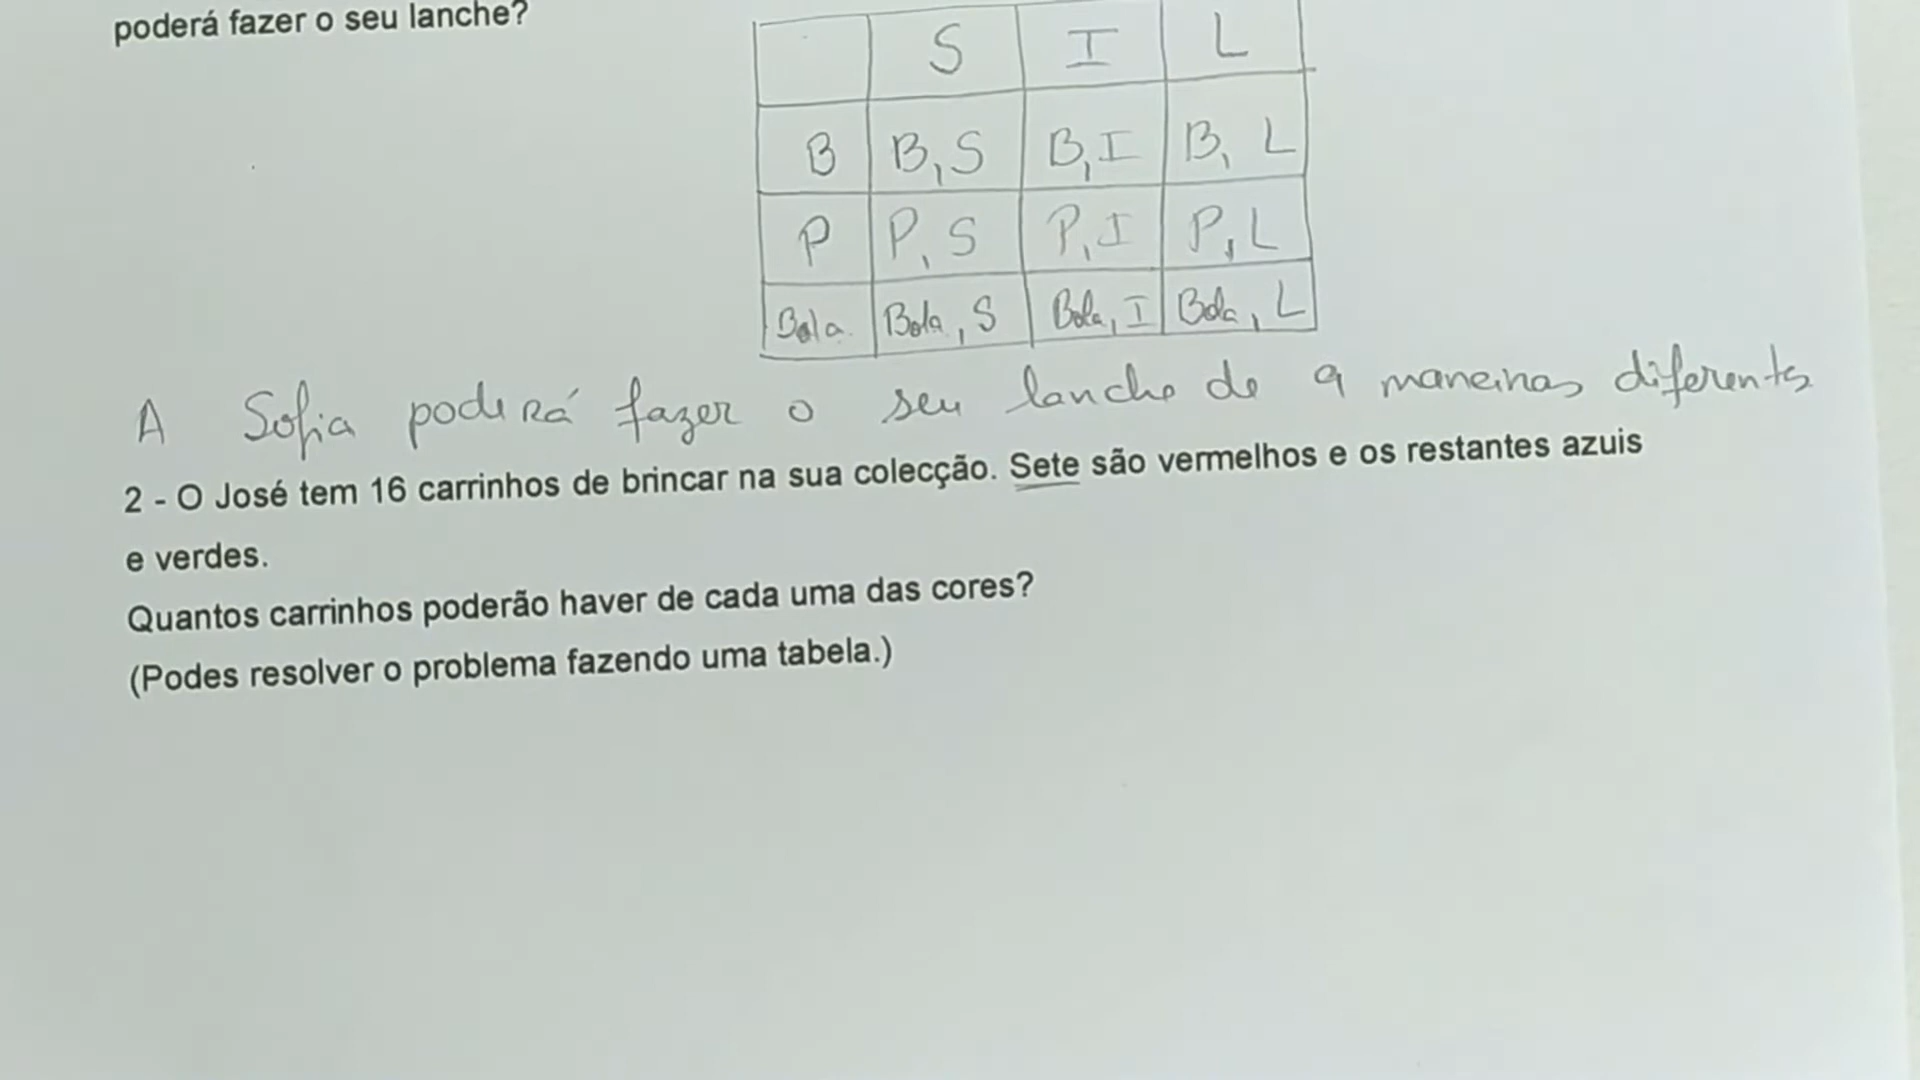 poderá fazer o seu lanche?
S I L
B B,S B,I B, L
P P,S P,I P,L
Bola Bola,S Bola,I Bola,L
A Sofia poderá fazer o seu lanche de 9 maneiras diferentes
2 - O José tem 16 carrinhos de brincar na sua colecção. Sete são vermelhos e os restantes azuis
e verdes.
Quantos carrinhos poderão haver de cada uma das cores?
(Podes resolver o problema fazendo uma tabela.)